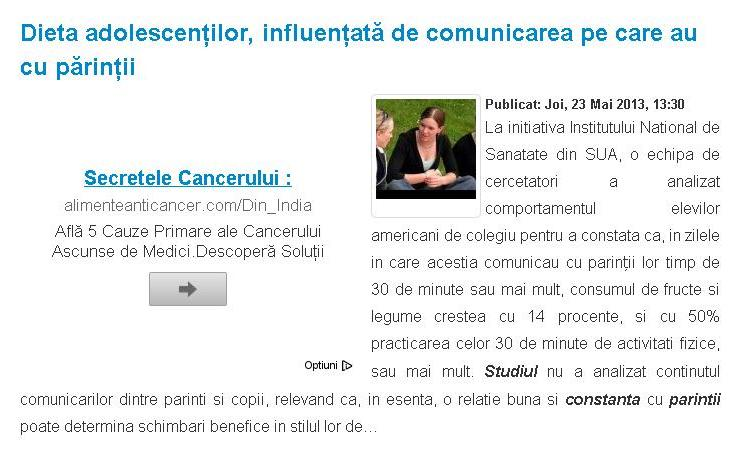 Dieta adolescenților, influențată de comunicarea pe care au
cu părinții
Publicat: Joi, 23 Mai 2013, 13:30
La initiativa Institutului National de
Sanatate din SUA, o echipa de
cercetatori a analizat
comportamentul elevilor
americani de colegiu pentru a constata ca, in zilele
in care acestia comunicau cu parinții lor timp de
30 de minute sau mai mult, consumul de fructe si
legume crestea cu 14 procente, si cu 50%
practicarea celor 30 de minute de activitati fizice,
sau mai mult. Studiul nu a analizat continutul
comunicarilor dintre parinti si copii, relevand ca, in esenta, o relatie buna si constanta cu parintii
poate determina schimbari benefice in stilul lor de...
Secretele Cancerului :
alimenteanticancer.com/Din_India
Află 5 Cauze Primare ale Cancerului
Ascunse de Medici.Descoperă Soluții
Optiuni